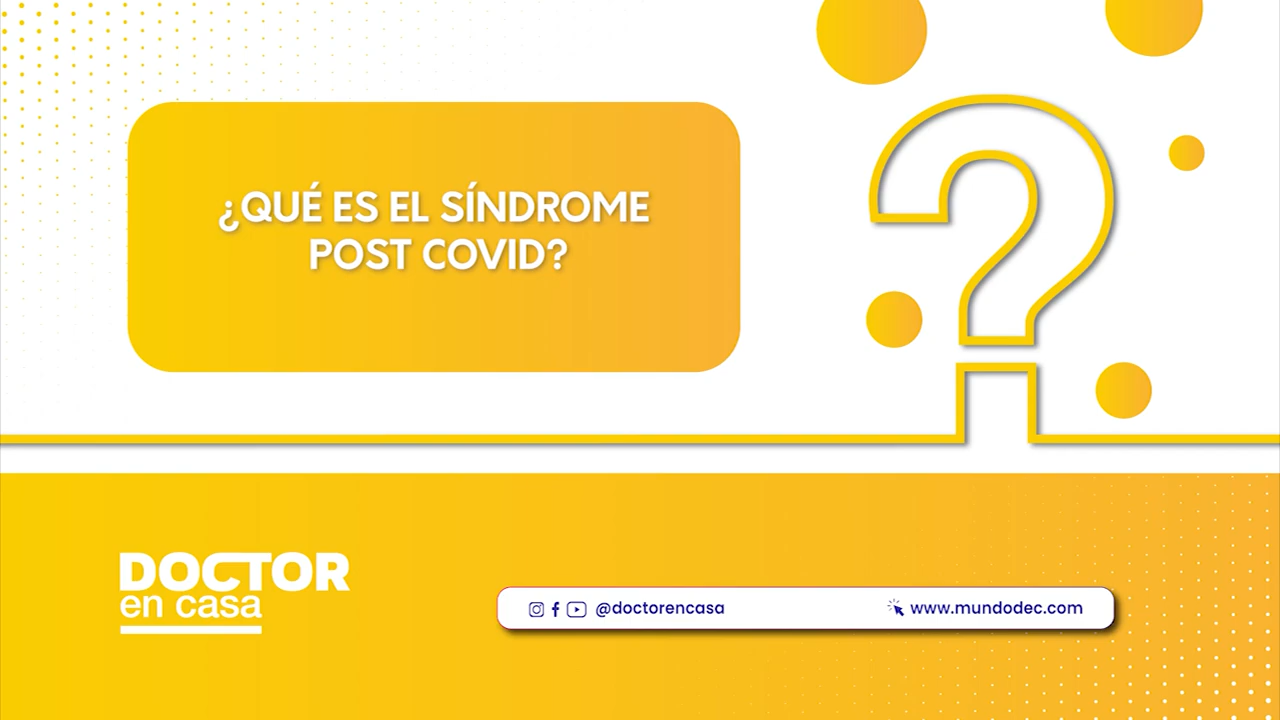 ¿QUÉ ES EL SÍNDROME
POST COVID?
DOCTOR
en casa
@doctorencasa
www.mundodec.com